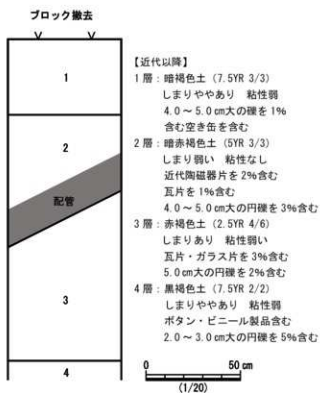 ブロック撤去
1
2
配管
3
4
【近代以降】
1層：暗褐色土（7.5YR 3/3）
しまりややあり 粘性弱
4.0～5.0cm大の礫を1%
含む空き缶を含む
2層：暗赤褐色土（5YR 3/3）
しまり弱い 粘性なし
近代陶磁器片を2%含む
瓦片を1%含む
4.0～5.0cm大の円礫を3%含む
3層：赤褐色土（2.5YR 4/6）
しまりあり 粘性弱い
瓦片・ガラス片を3%含む
5.0cm大の円礫を2%含む
4層：黒褐色土（7.5YR 2/2）
しまりややあり 粘性弱
ボタン・ビニール製品含む
2.0～3.0cm大の円礫を5%含む
0 50cm
(1/20)